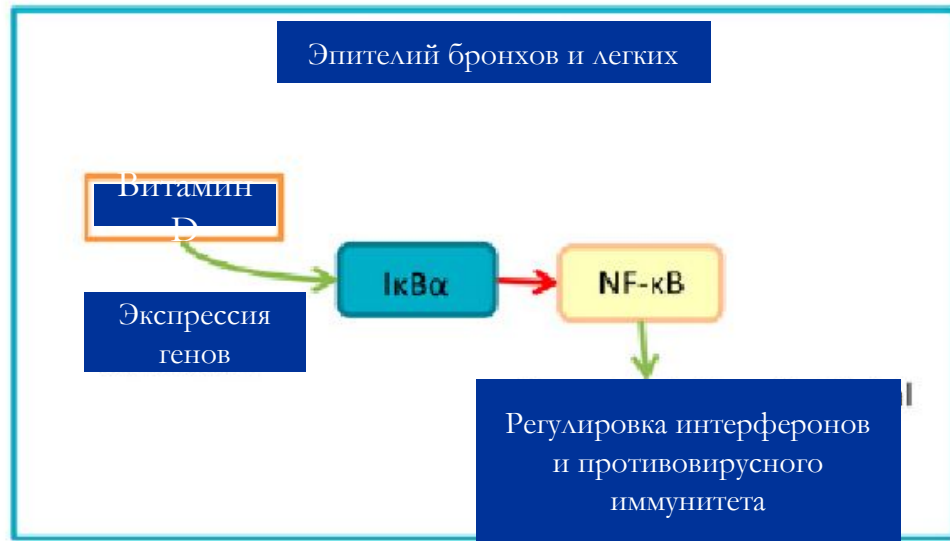 Эпителий бронхов и легких
Витамин
D
IκBα
NF-κB
Экспрессия
генов
Регулировка интерферонов
и противовирусного
иммунитета